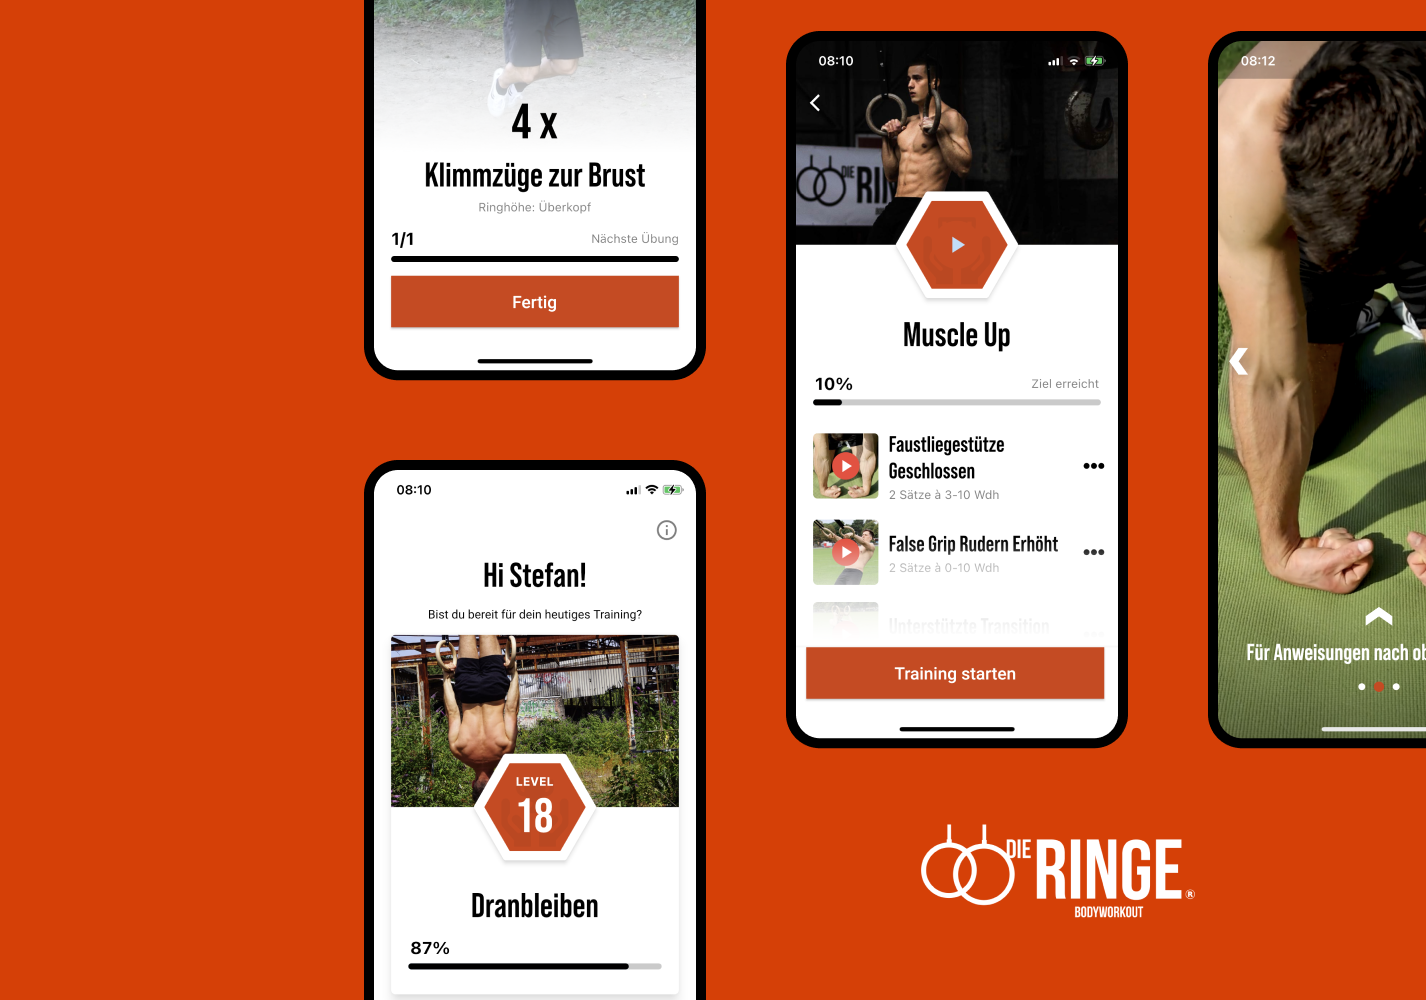 4 x
Klimmzüge zur Brust
Ringhöhe: Überkopf
1/1
Nächste Übung
Fertig
08:10
Hi Stefan!
Bist du bereit für dein heutiges Training?
LEVEL
18
Dranbleiben
87%
08:10
DIE RIN
Muscle Up
10%
Ziel erreicht
Faustliegestütze
Geschlossen
2 Sätze à 3-10 Wdh
False Grip Rudern Erhöht
2 Sätze à 0-10 Wdh
Unterstützte Transition
Training starten
08:12
Für Anweisungen nach ob
DIE RINGE®
BODYWORKOUT